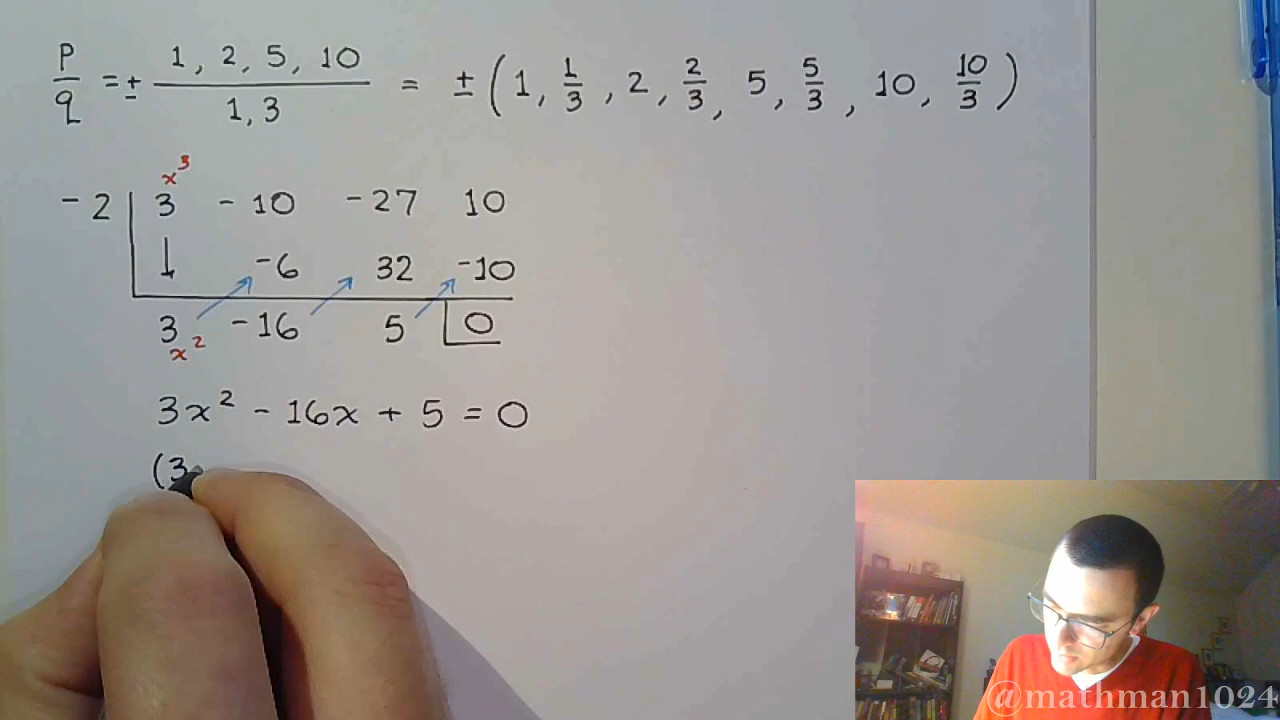 p/q = ± 1, 2, 5, 10 / 1, 3 = ± (1, 1/3, 2, 2/3, 5, 5/3, 10, 10/3)
x³
-2 | 3 -10 -27 10
↓ -6 32 -10
3 -16 5 | 0
x²
3x² - 16x + 5 = 0
(3
@mathman1024